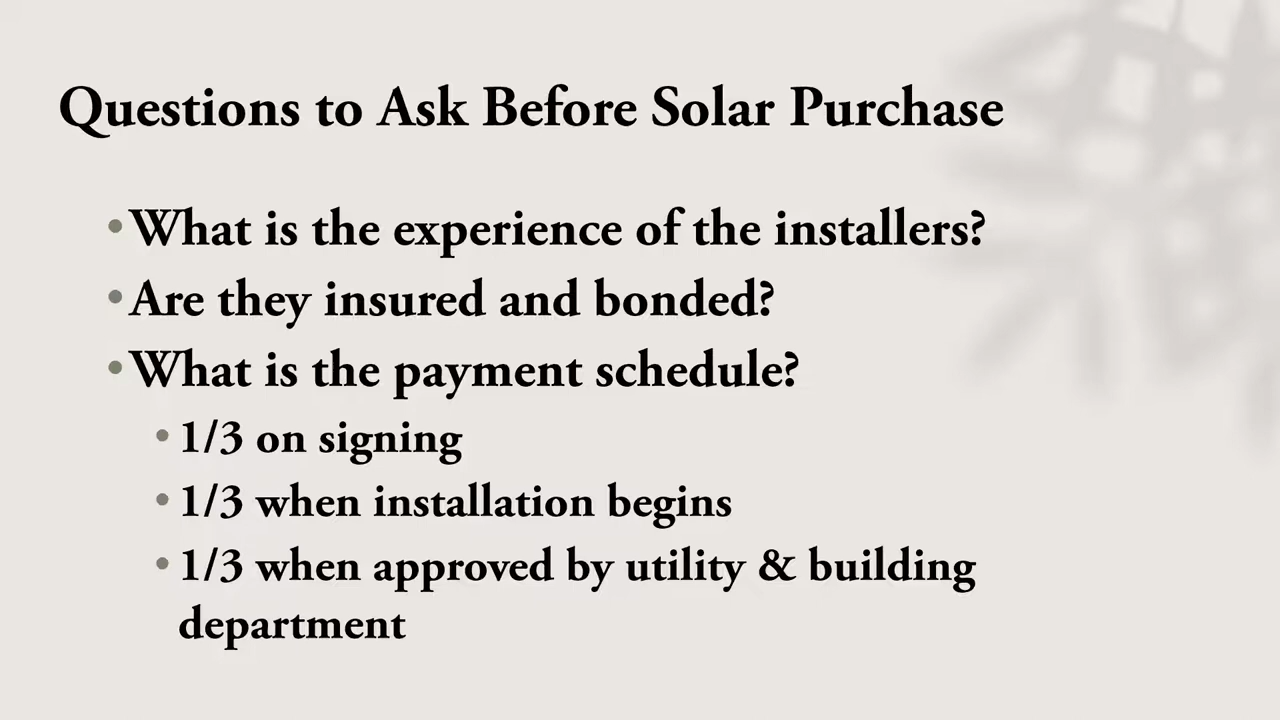 Questions to Ask Before Solar Purchase
• What is the experience of the installers?
• Are they insured and bonded?
• What is the payment schedule?
• 1/3 on signing
• 1/3 when installation begins
• 1/3 when approved by utility & building
department